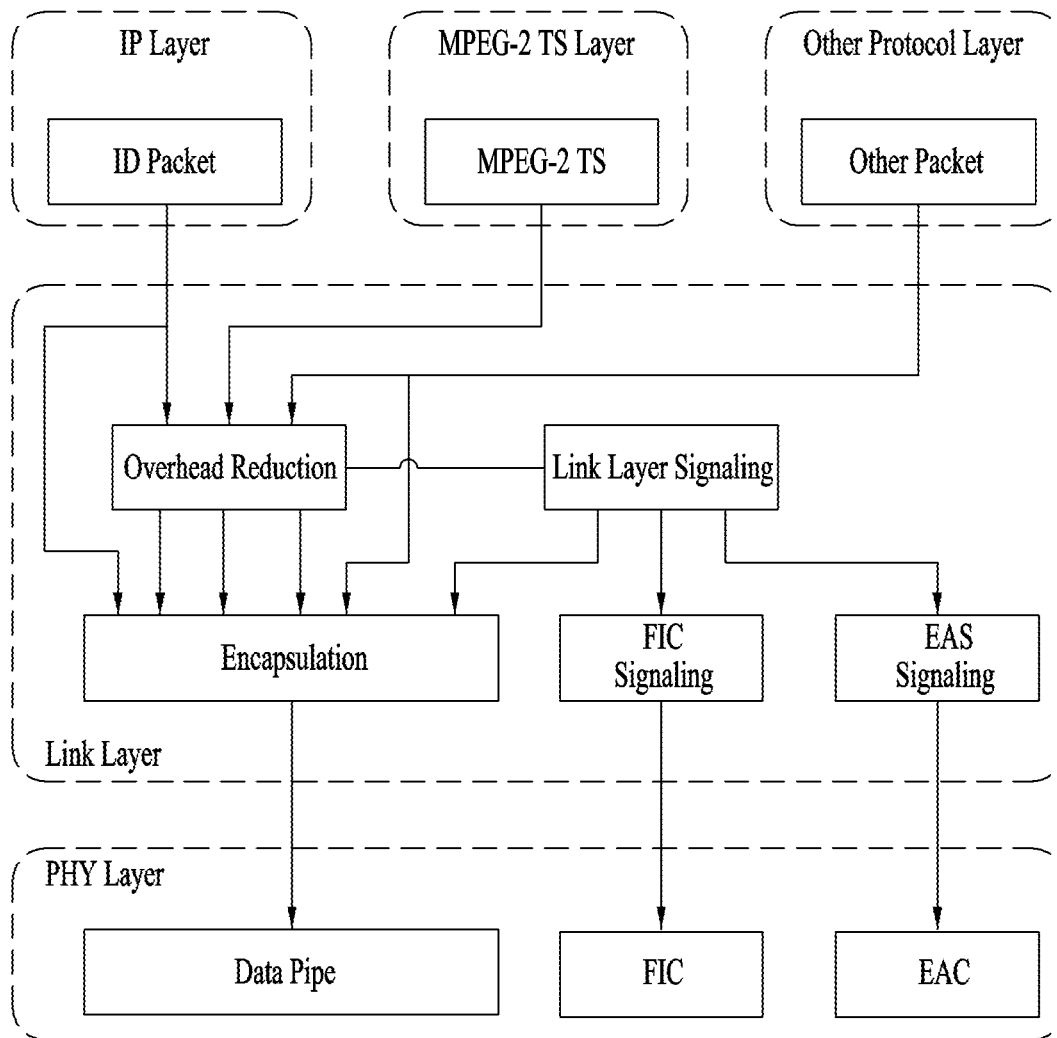 IP Layer
MPEG-2 TS Layer
Other Protocol Layer
ID Packet
MPEG-2 TS
Other Packet
Overhead Reduction
Link Layer Signaling
Encapsulation
FIC
Signaling
EAS
Signaling
Link Layer
PHY Layer
Data Pipe
FIC
EAC